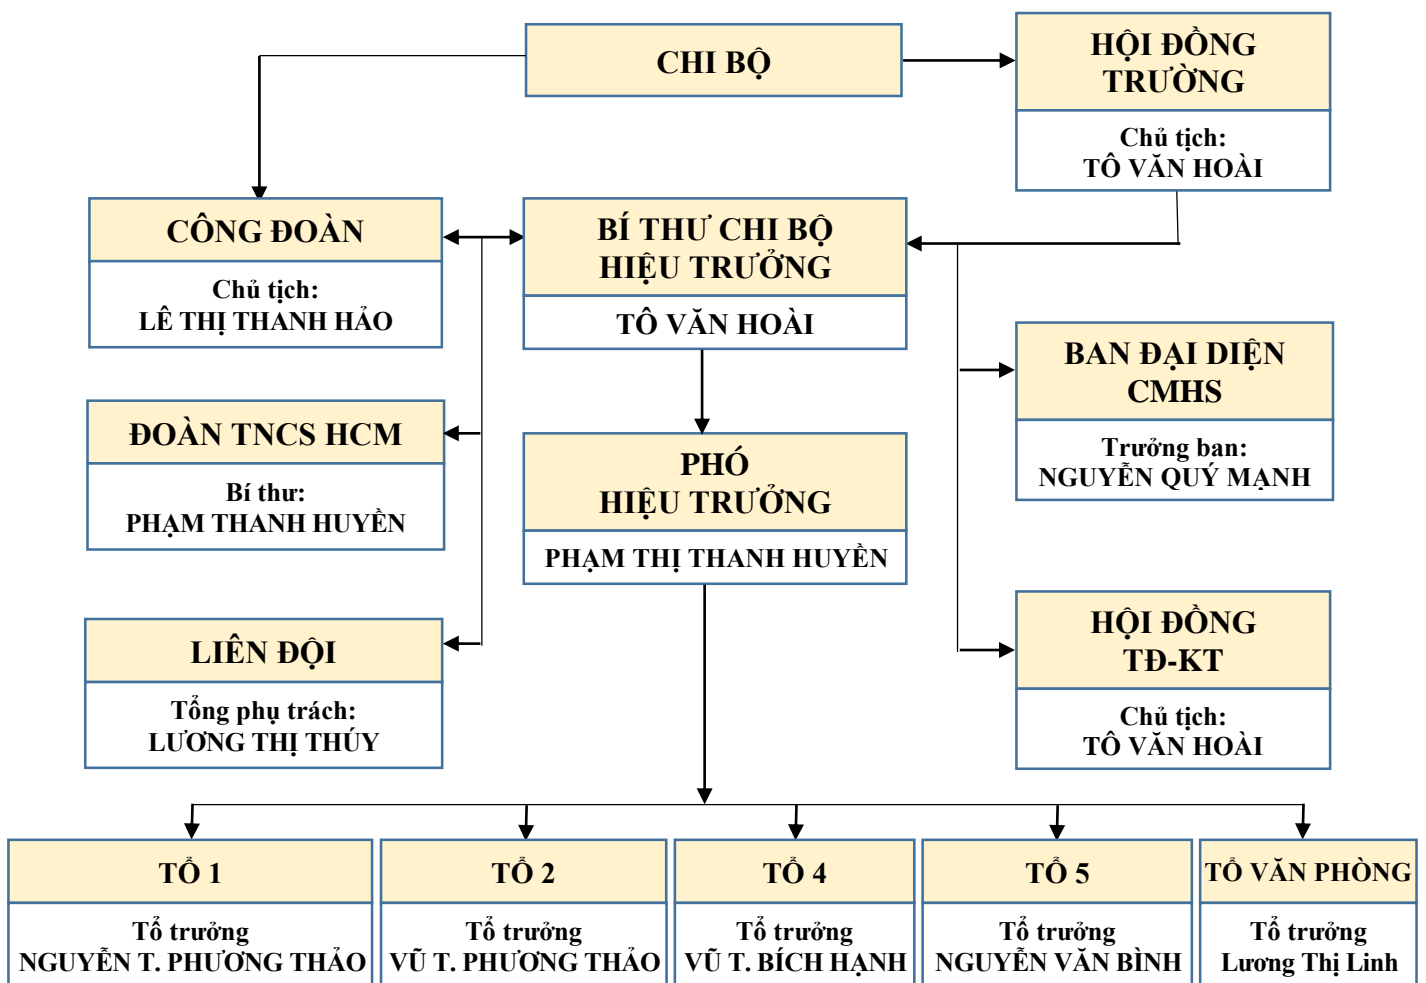 CHI BỘ
HỘI ĐỒNG
TRƯỜNG
Chủ tịch:
TÔ VĂN HOÀI
CÔNG ĐOÀN
Chủ tịch:
LÊ THỊ THANH HẢO
BÍ THƯ CHI BỘ
HIỆU TRƯỞNG
TÔ VĂN HOÀI
BAN ĐẠI DIỆN
CMHS
Trưởng ban:
NGUYỄN QUÝ MẠNH
ĐOÀN TNCS HCM
Bí thư:
PHẠM THANH HUYỀN
PHÓ
HIỆU TRƯỞNG
PHẠM THỊ THANH HUYỀN
LIÊN ĐỘI
Tổng phụ trách:
LƯƠNG THỊ THÚY
HỘI ĐỒNG
TĐ-KT
Chủ tịch:
TÔ VĂN HOÀI
TỔ 1
Tổ trưởng
NGUYỄN T. PHƯƠNG THẢO
TỔ 2
Tổ trưởng
VŨ T. PHƯƠNG THẢO
TỔ 4
Tổ trưởng
VŨ T. BÍCH HẠNH
TỔ 5
Tổ trưởng
NGUYỄN VĂN BÌNH
TỔ VĂN PHÒNG
Tổ trưởng
Lương Thị Linh